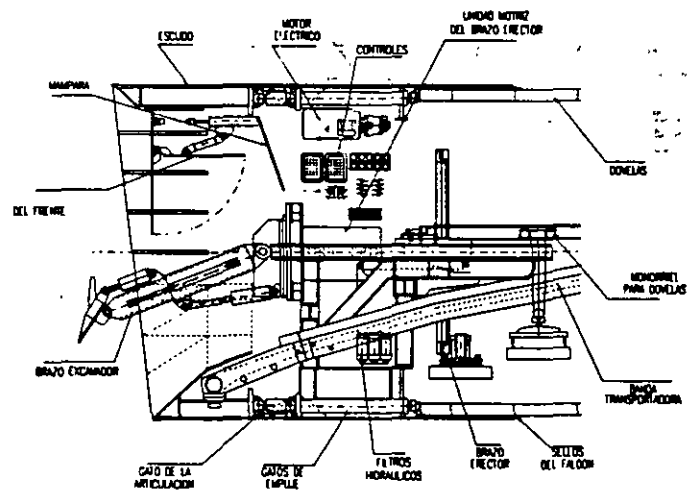 ESCUDO
MOTOR
ELECTRICO
CONTROLES
UNIDAD MOTRIZ
DEL BRAZO ERECTOR
MAMPARA
DOVELAS
DEL FRENTE
MONORRIEL
PARA DOVELAS
BRAZO EXCAVADOR
BANDA
TRANSPORTADORA
GATO DE LA
ARTICULACION
GATOS DE
EMPUJE
FILTROS
HIDRAULICOS
BRAZO
ERECTOR
SELLOS
DEL FALDON